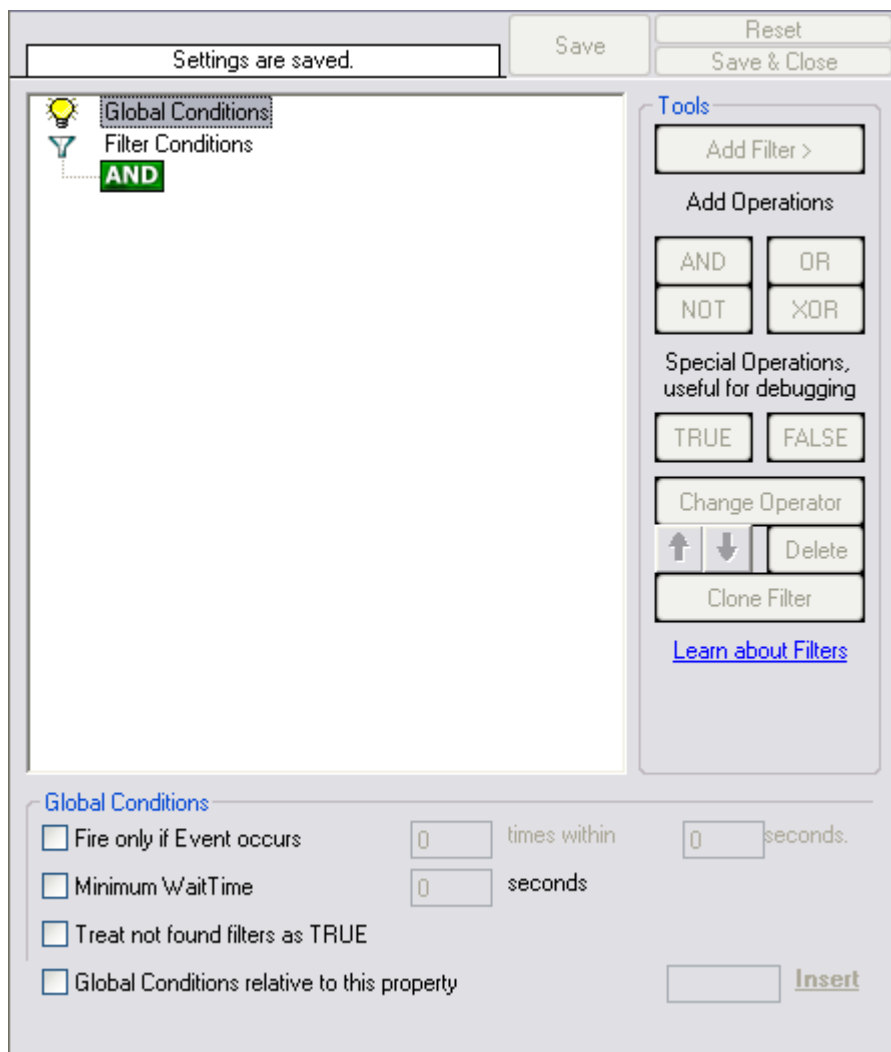 Settings are saved.
Save
Reset
Save & Close
Global Conditions
Filter Conditions
AND
Tools
Add Filter >
Add Operations
AND
OR
NOT
XOR
Special Operations,
useful for debugging
TRUE
FALSE
Change Operator
Delete
Clone Filter
Learn about Filters
Global Conditions
Fire only if Event occurs 0 times within 0 seconds.
Minimum WaitTime 0 seconds
Treat not found filters as TRUE
Global Conditions relative to this property Insert